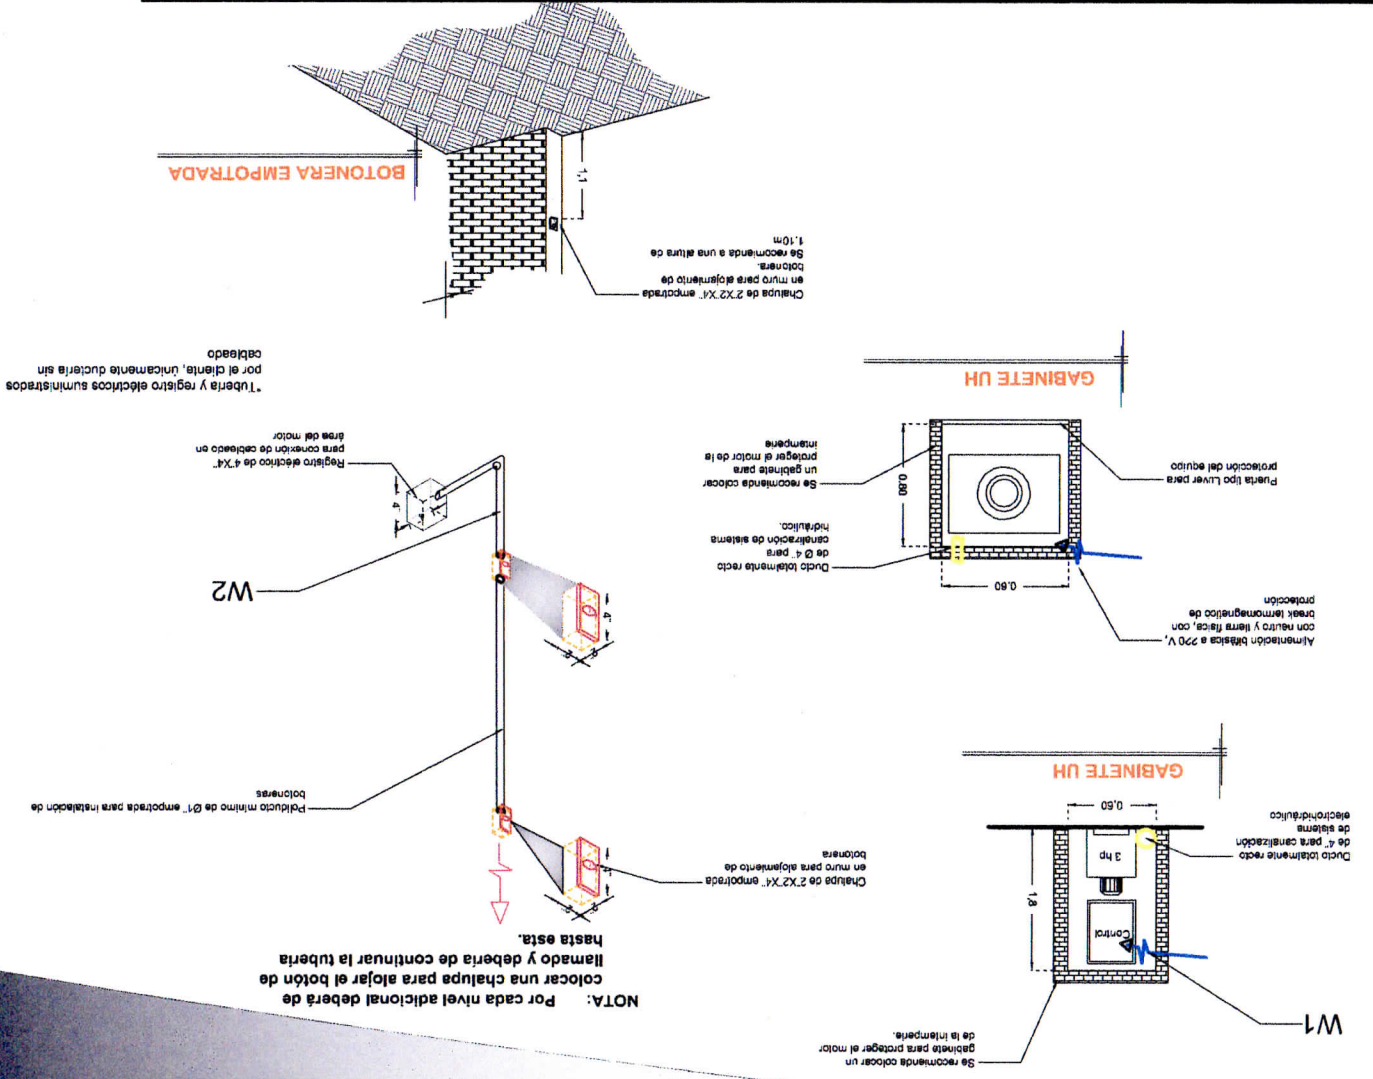 Se recomienda colocar un
gabinete para proteger el motor
de la intemperie.
W1
Control
3 hp
1,8
0,60
Ducto totalmente recto
de 4" para canalización
de sistema
electrohidráulico
GABINETE UH
NOTA: Por cada nivel adicional deberá de
colocar una chalupa para alojar el botón de
llamado y debería de continuar la tubería
hasta esta.
Chalupa de 2"X2"X4" empotrada
en muro para alojamiento de
botonera
Poliducto mínimo de Ø1" empotrada para instalación de
botoneras
4"
W2
4"
Registro eléctrico de 4"X4"
para conexión de cableado en
área del motor
*Tubería y registro eléctricos suministrados
por el cliente, únicamente ductería sin
cableado
Alimentación bifásica a 220 V,
con neutro y tierra física, con
break termomagnético de
protección
0,60
0,80
Ducto totalmente recto
de Ø 4" para
canalización de sistema
hidráulico.
Puerta tipo Luver para
protección del equipo
Se recomienda colocar
un gabinete para
proteger el motor de la
intemperie
GABINETE UH
Chalupa de 2"X2"X4" empotrada
en muro para alojamiento de
botonera.
Se recomienda a una altura de
1.10m
1,1
BOTONERA EMPOTRADA